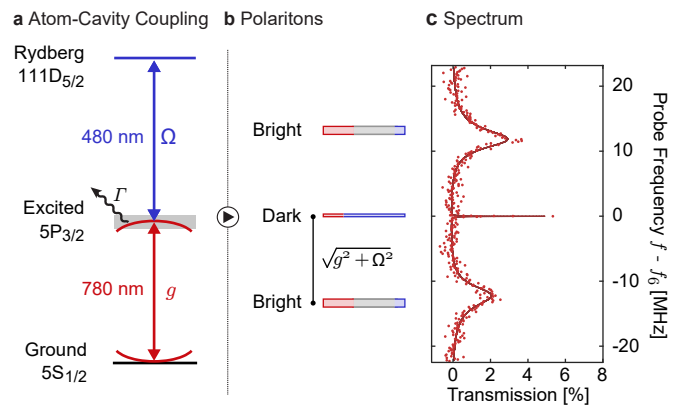 a Atom-Cavity Coupling
b Polaritons
c Spectrum
Rydberg
111D5/2
480 nm
Ω
Γ
Excited
5P3/2
780 nm
g
Ground
5S1/2
Bright
Dark
√g² + Ω²
Bright
20
10
0
-10
-20
Probe Frequency f - f6 [MHz]
0 2 4 6 8
Transmission [%]